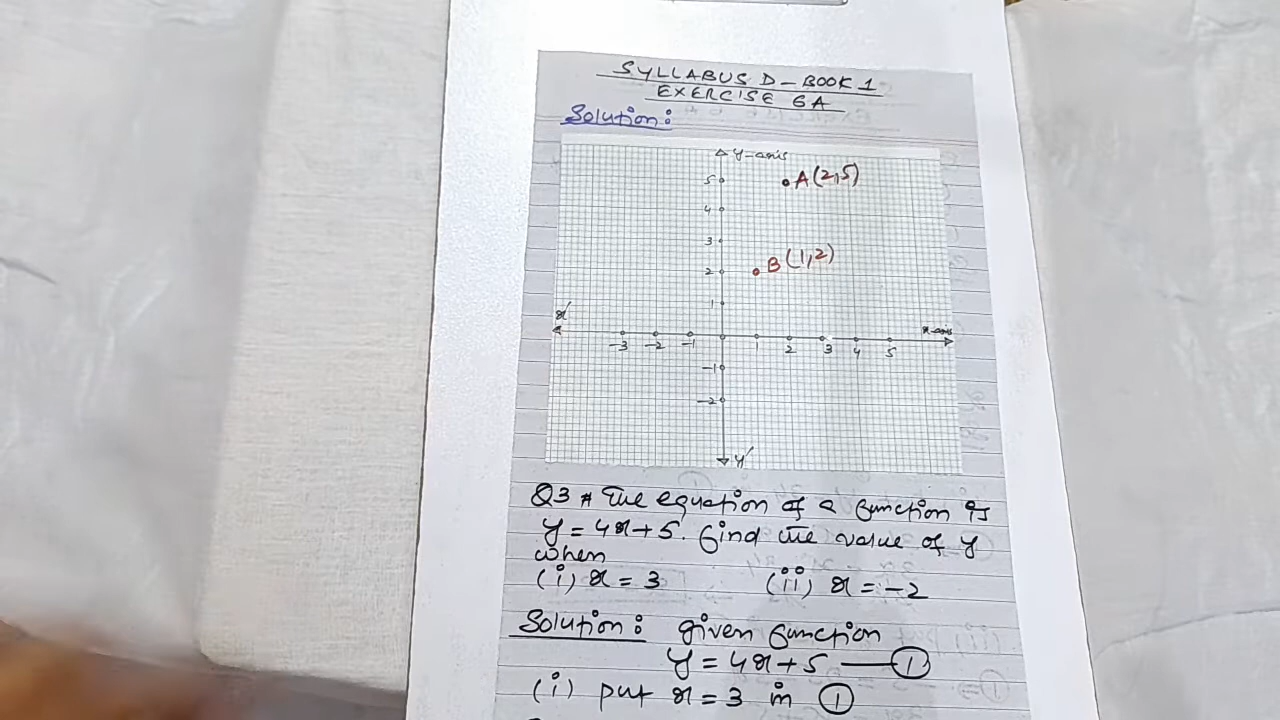 SYLLABUS D - BOOK 1
EXERCISE 6A
Solution:
y-axis
5
A(2,5)
4
3
B(1,2)
2
1
x'
x-axis
-3 -2 -1 1 2 3 4 5
-1
-2
y'
Q3 # The equation of a function is
y = 4x + 5. Find the value of y
when
(i) x = 3 (ii) x = -2
Solution: given function
y = 4x + 5 — ①
(i) put x = 3 in ①